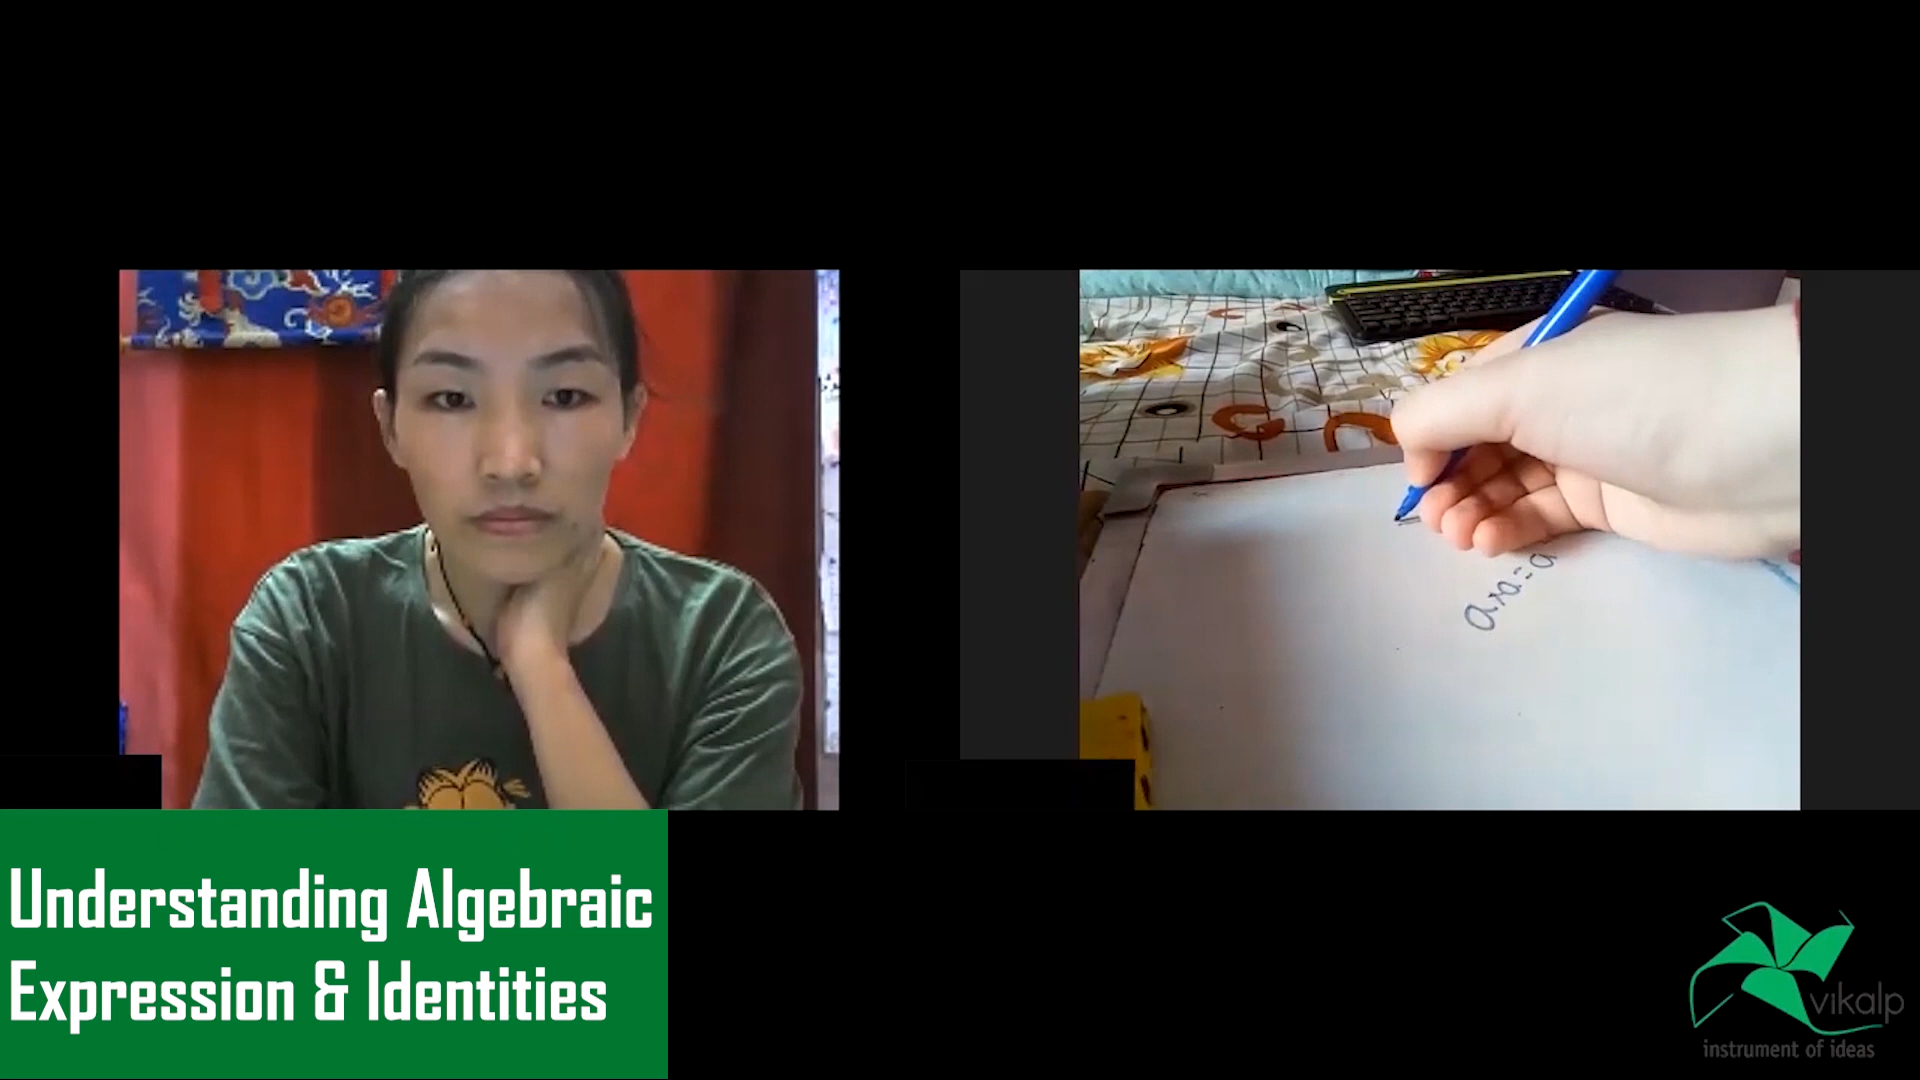 a×a=a
Understanding Algebraic
Expression & Identities
vikalp
instrument of ideas